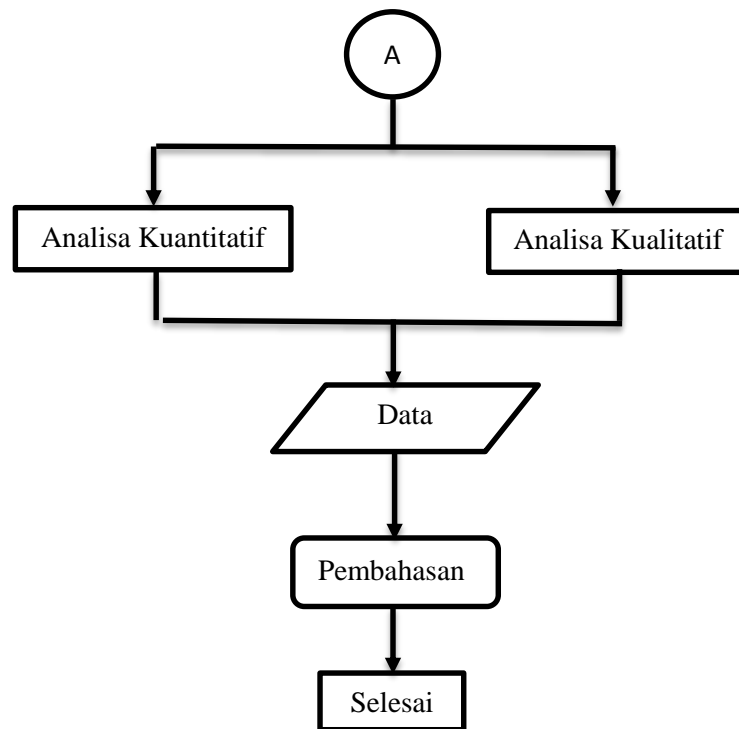 A
Analisa Kuantitatif
Analisa Kualitatif
Data
Pembahasan
Selesai